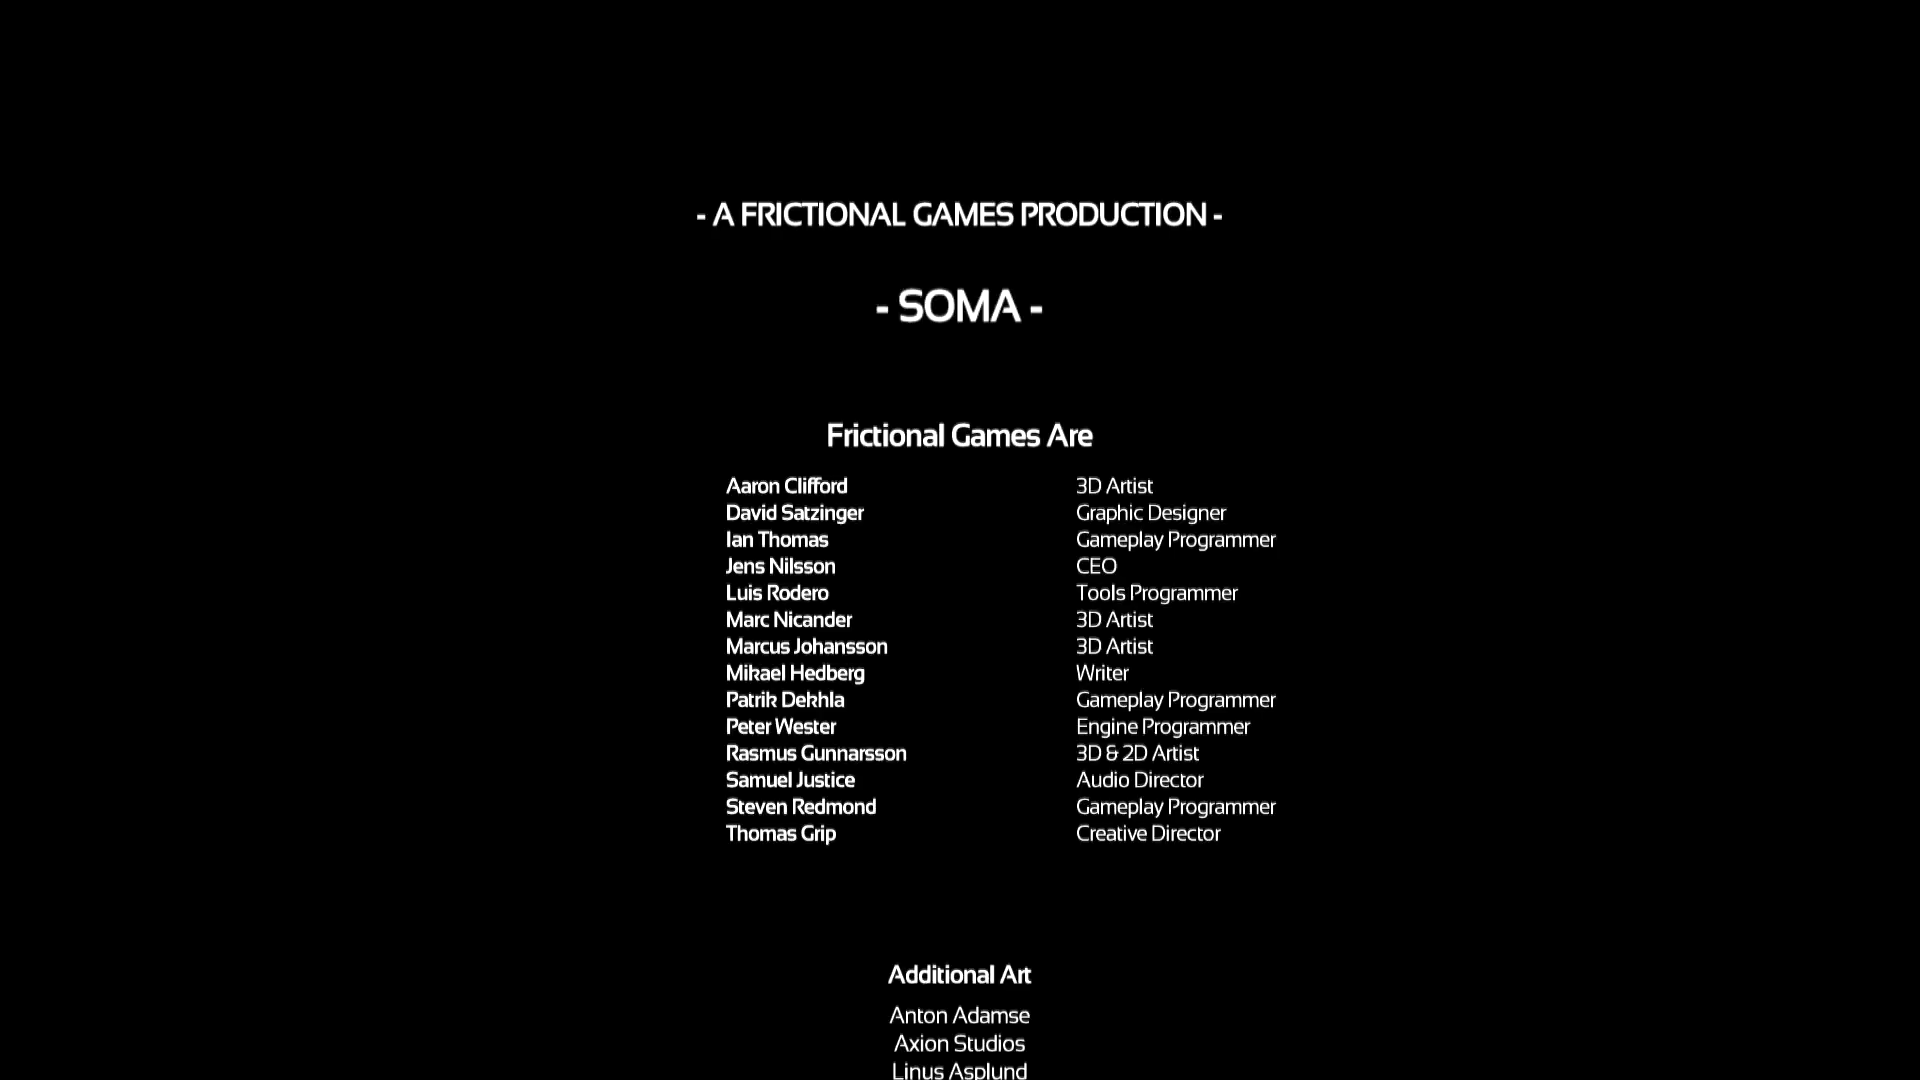 - A FRICTIONAL GAMES PRODUCTION -
- SOMA -
Frictional Games Are
Aaron Clifford 3D Artist
David Satzinger Graphic Designer
Ian Thomas Gameplay Programmer
Jens Nilsson CEO
Luis Rodero Tools Programmer
Marc Nicander 3D Artist
Marcus Johansson 3D Artist
Mikael Hedberg Writer
Patrik Dekhla Gameplay Programmer
Peter Wester Engine Programmer
Rasmus Gunnarsson 3D & 2D Artist
Samuel Justice Audio Director
Steven Redmond Gameplay Programmer
Thomas Grip Creative Director
Additional Art
Anton Adamse
Axion Studios
Linus Asplund